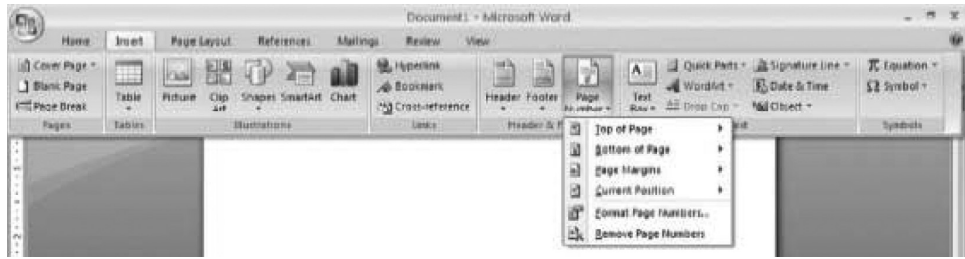 Document1 - Microsoft Word
Home Insert Page Layout References Mailings Review View
Cover Page Hyperlink Quick Parts Signature Line Equation
Blank Page Bookmark WordArt Date & Time Symbol
Page Break Table Picture Clip Art Shapes SmartArt Chart Cross-reference Header Footer Page Number Text Box Drop Cap Object
Pages Tables Illustrations Links Header & F Symbols
Top of Page
Bottom of Page
Page Margins
Current Position
Format Page Numbers...
Remove Page Numbers